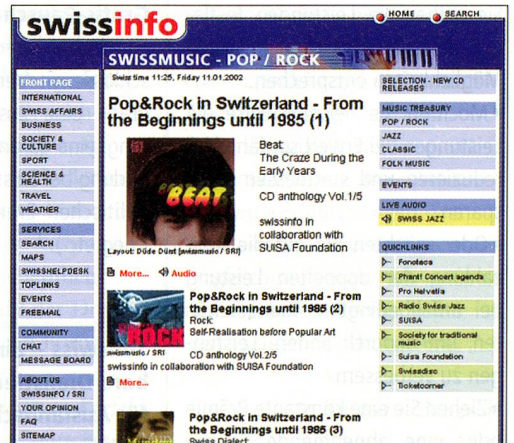 swissinfo
HOME
SEARCH
SWISSMUSIC - POP / ROCK
Swiss time 11:25, Friday 11.01.2002
FRONT PAGE
INTERNATIONAL
SWISS AFFAIRS
BUSINESS
SOCIETY &
CULTURE
SPORT
SCIENCE &
HEALTH
TRAVEL
WEATHER
SERVICES
SEARCH
MAPS
SWISSHELPDESK
TOPLINKS
EVENTS
FREEMAIL
COMMUNITY
CHAT
MESSAGE BOARD
ABOUT US
SWISSINFO / SRI
YOUR OPINION
FAQ
SITEMAP
Pop&Rock in Switzerland - From
the Beginnings until 1985 (1)
BEAT
Beat:
The Craze During the
Early Years
CD anthology Vol.1/5
swissinfo in
collaboration with
SUISA Foundation
Layout: Düde Dürst (swissmusic / SRI)
More...
Audio
ROCK
Pop&Rock in Switzerland - From
the Beginnings until 1985 (2)
Rock:
Self-Realisation before Popular Art
swissmusic / SRI
CD anthology Vol.2/5
swissinfo in collaboration with SUISA Foundation
More...
Pop&Rock in Switzerland - From
the Beginnings until 1985 (3)
Swiss Dialect:
SELECTION - NEW CD
RELEASES
MUSIC TREASURY
POP / ROCK
JAZZ
CLASSIC
FOLK MUSIC
EVENTS
LIVE AUDIO
SWISS JAZZ
QUICKLINKS
Fonoteca
Phant! Concert agenda
Pro Helvetia
Radio Swiss Jazz
SUISA
Society for traditional
music
Suisa Foundation
Swissdisc
Ticketcorner